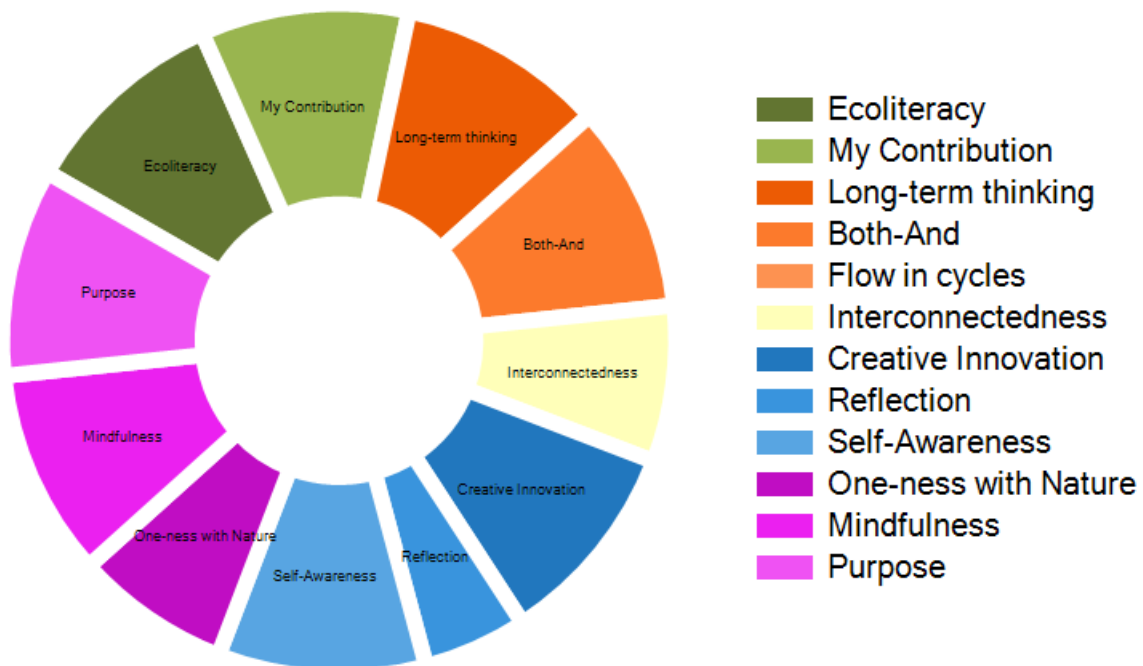 My Contribution
Long-term thinking
Ecoliteracy
Both-And
Purpose
Interconnectedness
Mindfulness
Creative Innovation
One-ness with Nature
Reflection
Self-Awareness
Ecoliteracy
My Contribution
Long-term thinking
Both-And
Flow in cycles
Interconnectedness
Creative Innovation
Reflection
Self-Awareness
One-ness with Nature
Mindfulness
Purpose